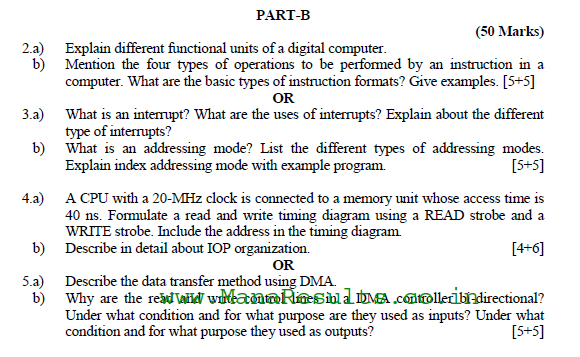 PART-B
(50 Marks)
2.a) Explain different functional units of a digital computer.
b) Mention the four types of operations to be performed by an instruction in a
computer. What are the basic types of instruction formats? Give examples. [5+5]
OR
3.a) What is an interrupt? What are the uses of interrupts? Explain about the different
type of interrupts?
b) What is an addressing mode? List the different types of addressing modes.
Explain index addressing mode with example program. [5+5]
4.a) A CPU with a 20-MHz clock is connected to a memory unit whose access time is
40 ns. Formulate a read and write timing diagram using a READ strobe and a
WRITE strobe. Include the address in the timing diagram.
b) Describe in detail about IOP organization. [4+6]
OR
5.a) Describe the data transfer method using DMA.
www.ManaResults.co.in
b) Why are the read and write control lines in a DMA controller bidirectional?
Under what condition and for what purpose are they used as inputs? Under what
condition and for what purpose they used as outputs? [5+5]